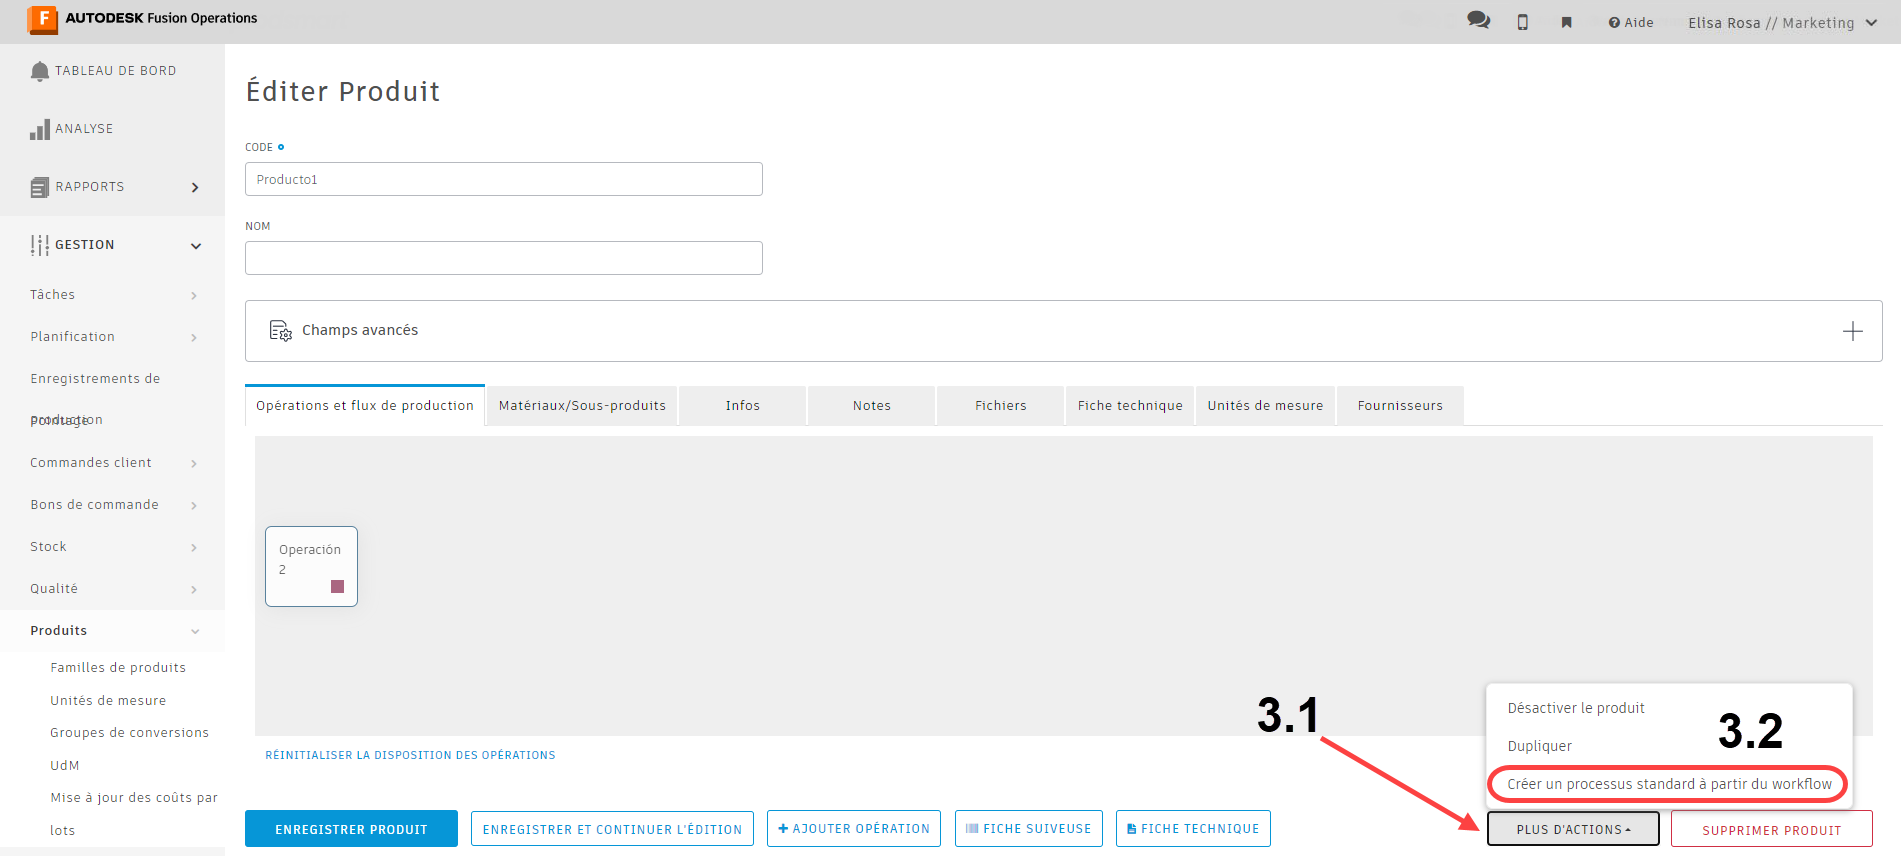 AUTODESK Fusion Operations
Aide
Elisa Rosa // Marketing
TABLEAU DE BORD
ANALYSE
RAPPORTS
GESTION
Tâches
Planification
Enregistrements de
production
Pointage
Commandes client
Bons de commande
Stock
Qualité
Produits
Familles de produits
Unités de mesure
Groupes de conversions
UdM
Mise à jour des coûts par
lots
Éditer Produit
CODE
Producto1
NOM
Champs avancés
Opérations et flux de production
Matériaux/Sous-produits
Infos
Notes
Fichiers
Fiche technique
Unités de mesure
Fournisseurs
Operación
2
RÉINITIALISER LA DISPOSITION DES OPÉRATIONS
3.1
Désactiver le produit
3.2
Dupliquer
Créer un processus standard à partir du workflow
ENREGISTRER PRODUIT
ENREGISTRER ET CONTINUER L'ÉDITION
AJOUTER OPÉRATION
FICHE SUIVEUSE
FICHE TECHNIQUE
PLUS D'ACTIONS
SUPPRIMER PRODUIT